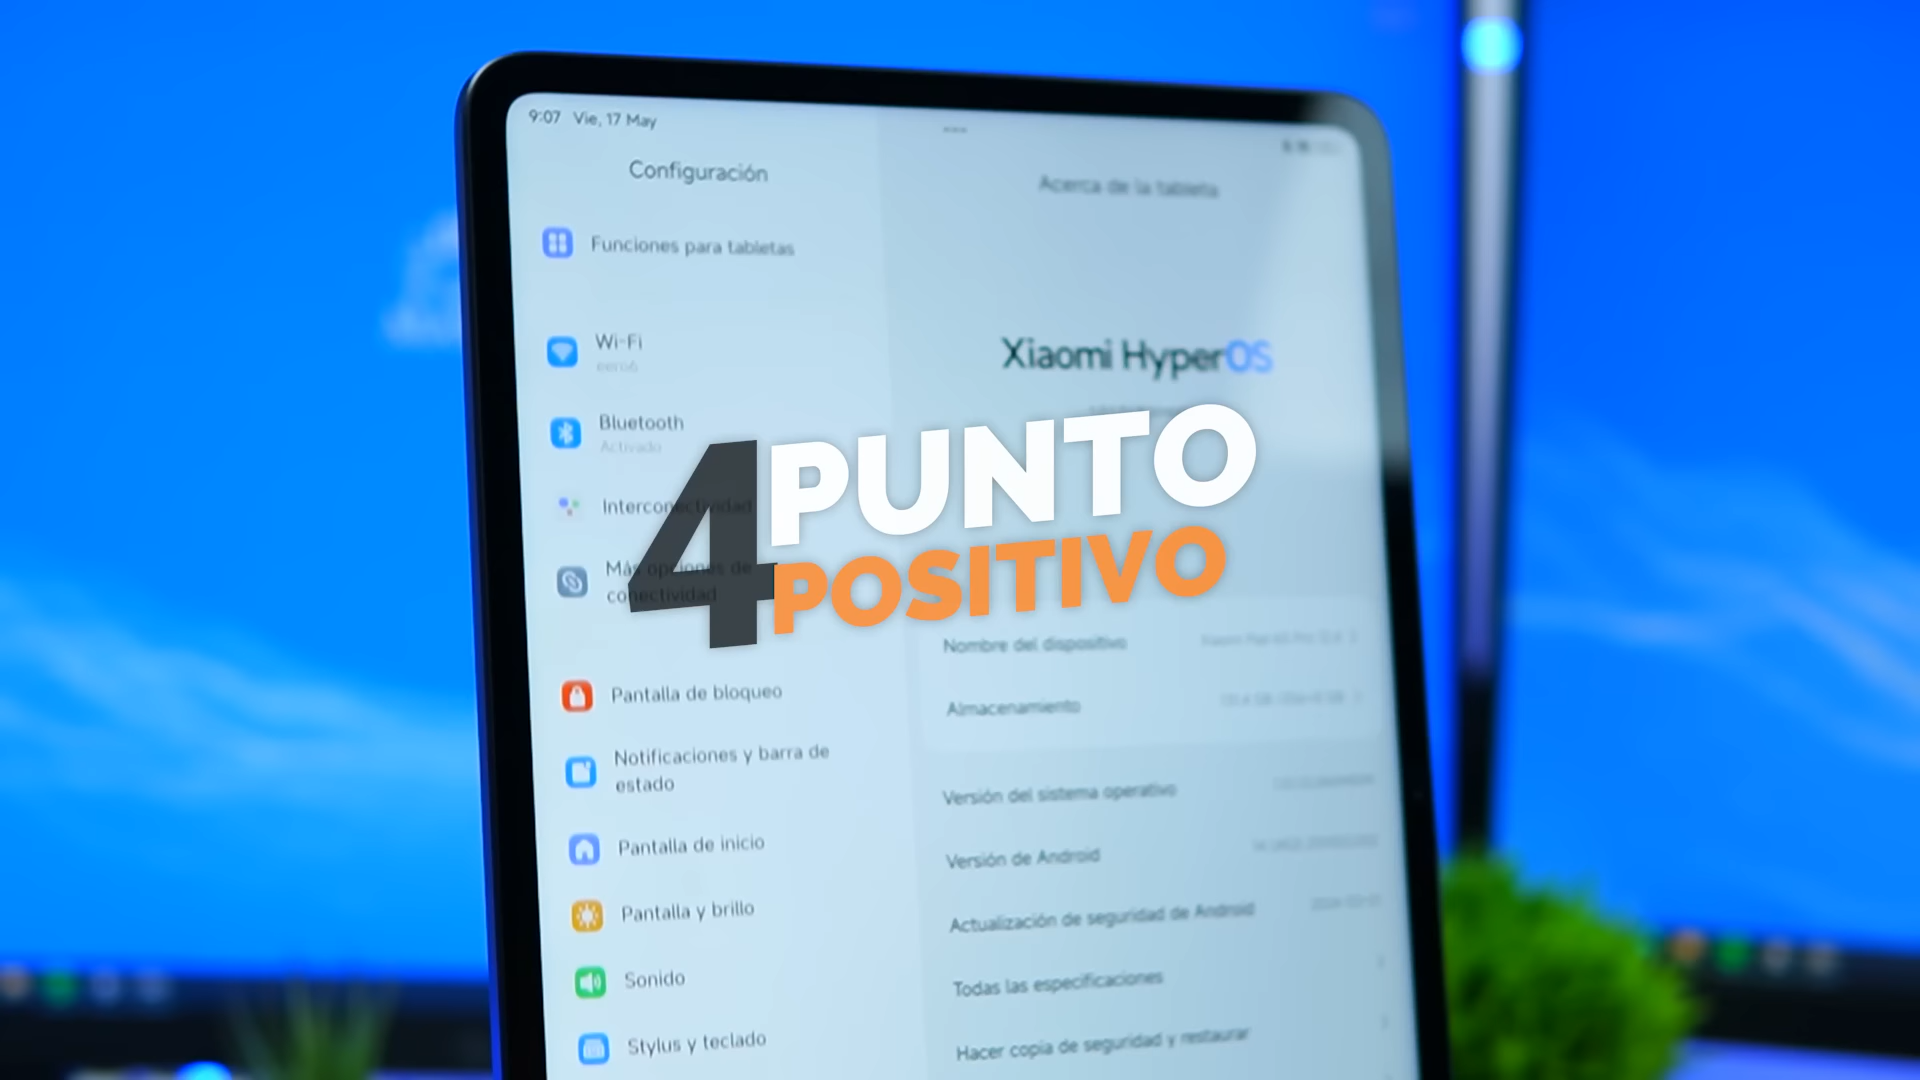 9:07 Vie, 17 May
Configuración
Funciones para tabletas
Wi-Fi
eero6
Bluetooth
Activado
Interconectividad
Más opciones de
conectividad
Pantalla de bloqueo
Notificaciones y barra de
estado
Pantalla de inicio
Pantalla y brillo
Sonido
Stylus y teclado
Acerca de la tableta
Xiaomi HyperOS
4 PUNTO
POSITIVO
Nombre del dispositivo
Almacenamiento
Versión del sistema operativo
Versión de Android
Actualización de seguridad de Android
Todas las especificaciones
Hacer copia de seguridad y restaurar